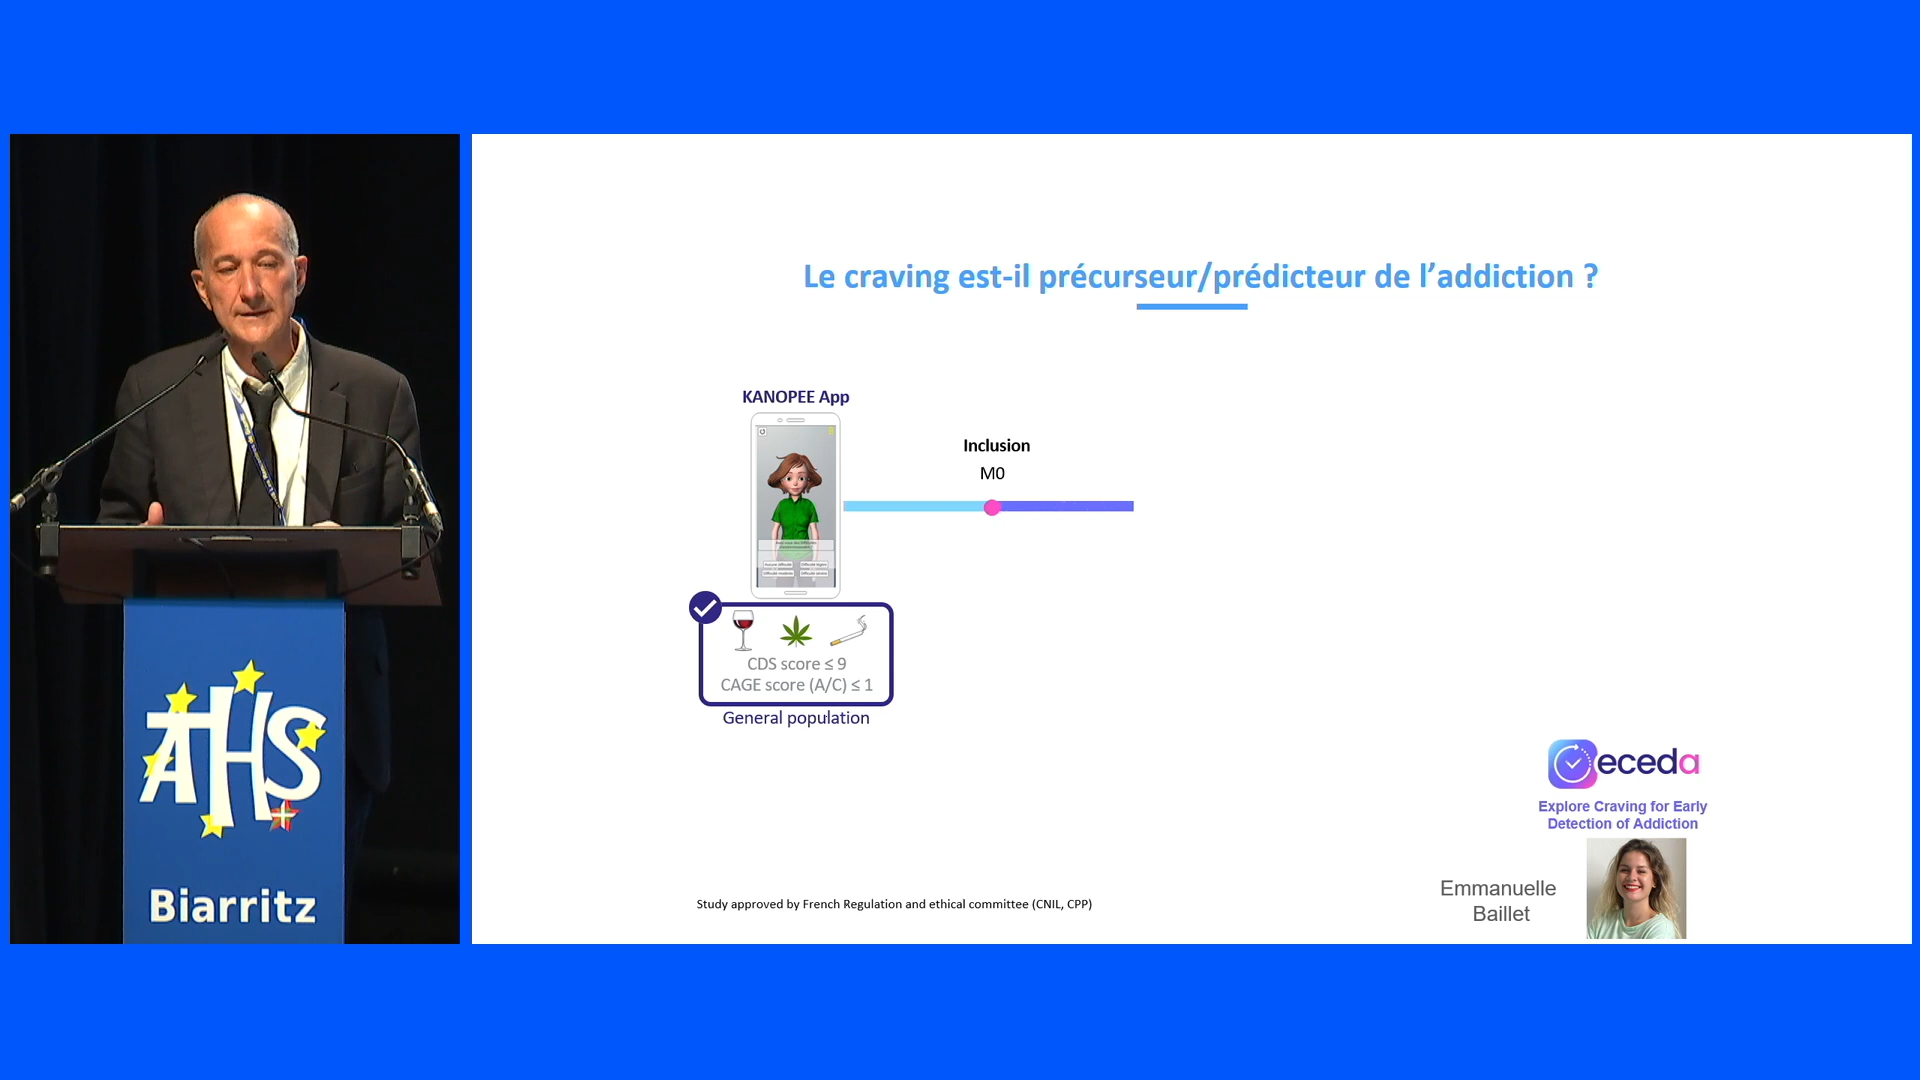 Le craving est-il précurseur/prédicteur de l’addiction ?
KANOPEE App
Inclusion
M0
CDS score ≤ 9
CAGE score (A/C) ≤ 1
General population
eceda
Explore Craving for Early
Detection of Addiction
Emmanuelle
Baillet
Study approved by French Regulation and ethical committee (CNIL, CPP)
AHS
Biarritz